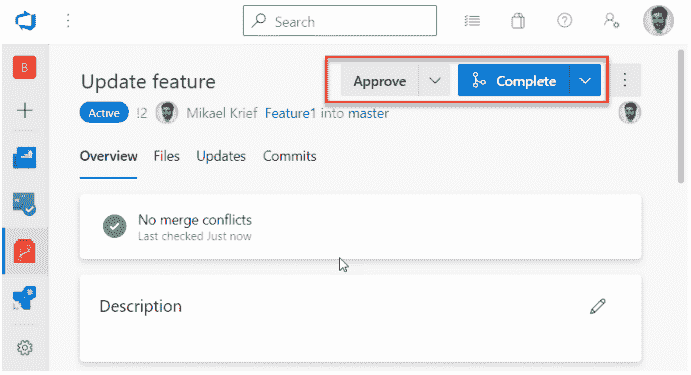 Search
B
Update feature
Approve
Complete
Active !2 Mikael Krief Feature1 into master
Overview Files Updates Commits
No merge conflicts
Last checked Just now
Description